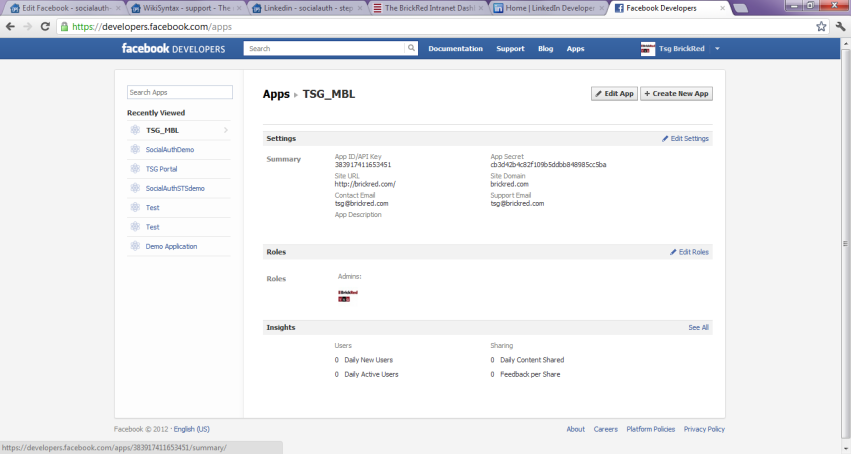 Edit Facebook - socialauth-
WikiSyntax - support - The
Linkedin - socialauth - step
The BrickRed Intranet Dash
Home | LinkedIn Developer
Facebook Developers
https://developers.facebook.com/apps
facebook DEVELOPERS
Search
Documentation
Support
Blog
Apps
Tsg BrickRed
Search Apps
Recently Viewed
TSG_MBL
SocialAuthDemo
TSG Portal
SocialAuthSTSdemo
Test
Test
Demo Application
Apps ▸ TSG_MBL
Edit App
+ Create New App
Settings
Edit Settings
Summary
App ID/API Key
383917411653451
App Secret
cb3d42b4c82f109b5ddbb848985cc5ba
Site URL
http://brickred.com/
Site Domain
brickred.com
Contact Email
tsg@brickred.com
Support Email
tsg@brickred.com
App Description
Roles
Edit Roles
Roles
Admins:
Insights
See All
Users
Sharing
0 Daily New Users
0 Daily Content Shared
0 Daily Active Users
0 Feedback per Share
Facebook © 2012 · English (US)
About
Careers
Platform Policies
Privacy Policy
https://developers.facebook.com/apps/383917411653451/summary/